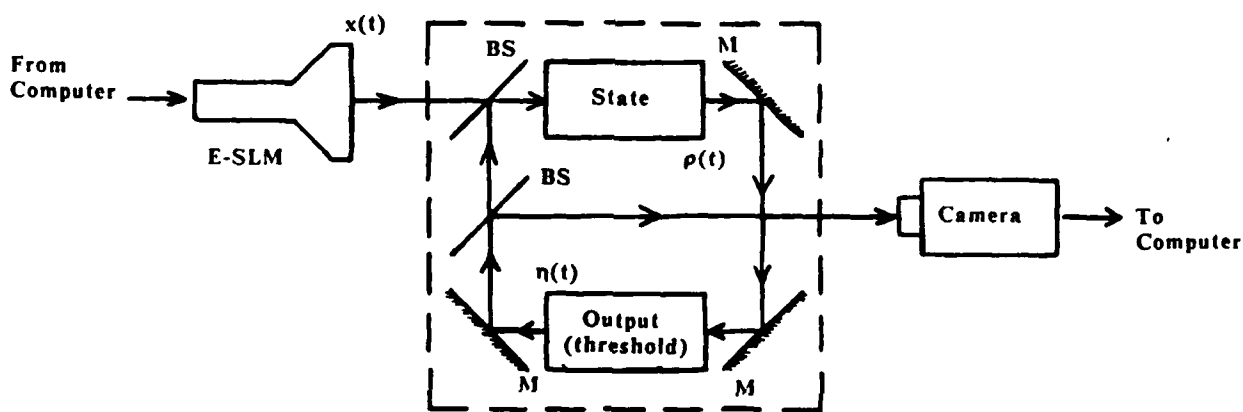 x(t)
From
Computer
E-SLM
BS
State
M
ρ(t)
BS
Camera
To
Computer
η(t)
Output
(threshold)
M
M